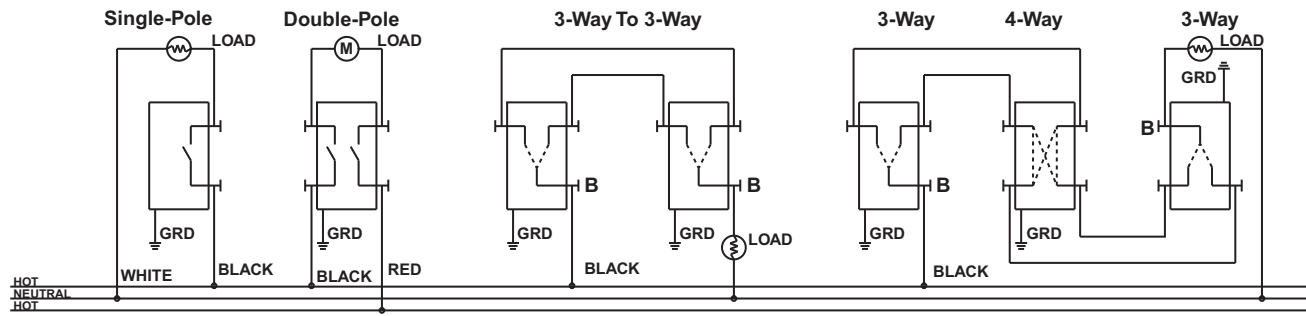 Single-Pole
Double-Pole
3-Way To 3-Way
3-Way
4-Way
3-Way
LOAD
M
LOAD
LOAD
GRD
B
B
B
B
GRD
GRD
GRD
GRD
LOAD
GRD
GRD
WHITE
BLACK
BLACK
RED
BLACK
BLACK
HOT
NEUTRAL
HOT